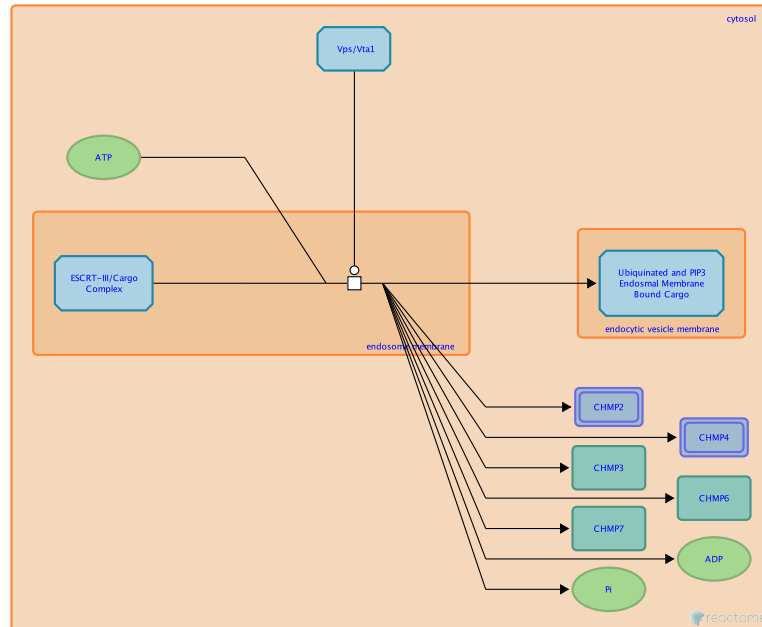 cytosol
Vps/Vta1
ATP
ESCRT-III/Cargo
Complex
Ubiquinated and PIP3
Endosmal Membrane
Bound Cargo
endocytic vesicle membrane
endosome membrane
CHMP2
CHMP4
CHMP3
CHMP6
CHMP7
ADP
Pi
reactome